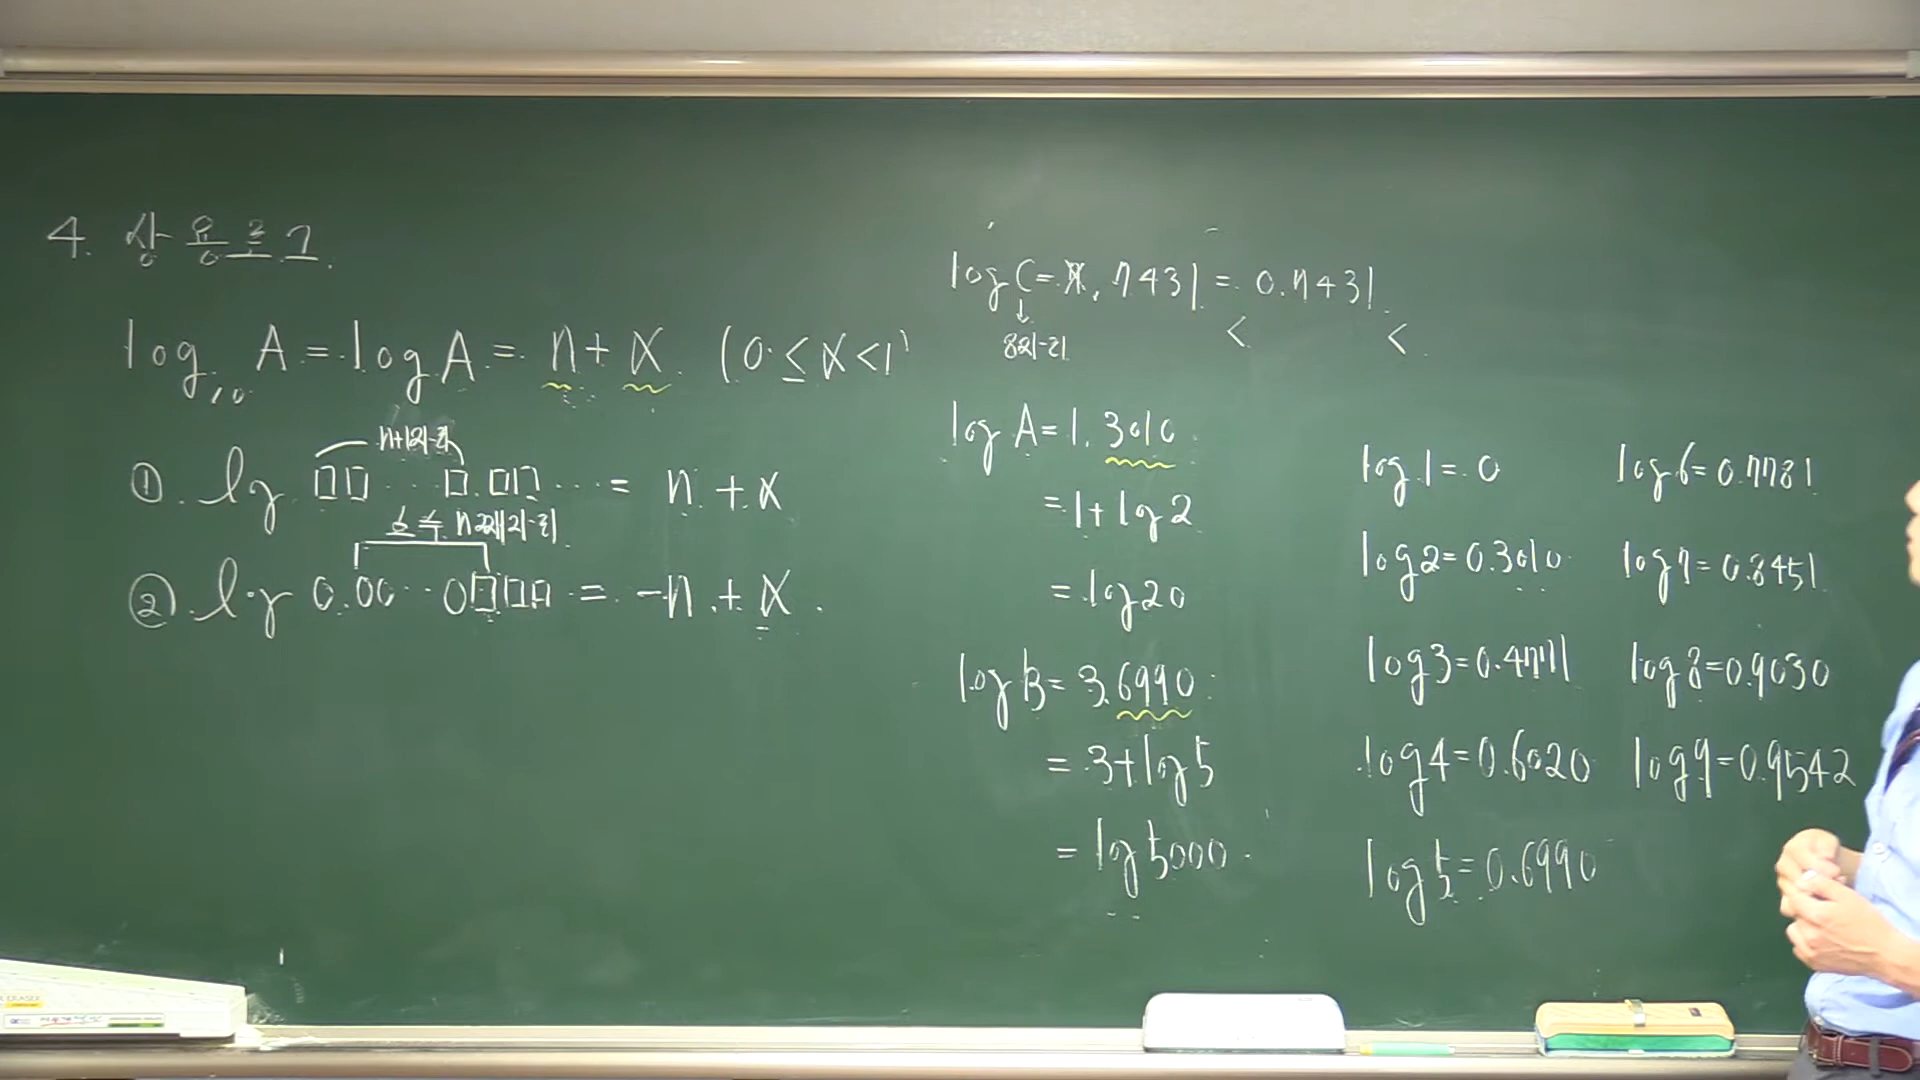 4. 상용로그
log₁₀ A = log A = n + α (0 ≤ α < 1)
n+1자리
① log □□ ··· □.□□ ··· = n + α
소숫 n째자리
② log 0.00 ·· 0□□□ = -n + α
log C = X.7431 = 0.7431
8자리
< <
log A = 1.3010
= 1 + log 2
= log 20
log B = 3.6990
= 3 + log 5
= log 5000
log 1 = 0
log 2 = 0.3010
log 3 = 0.4771
log 4 = 0.6020
log 5 = 0.6990
log 6 = 0.7781
log 7 = 0.8451
log 8 = 0.9030
log 9 = 0.9542
ERASER